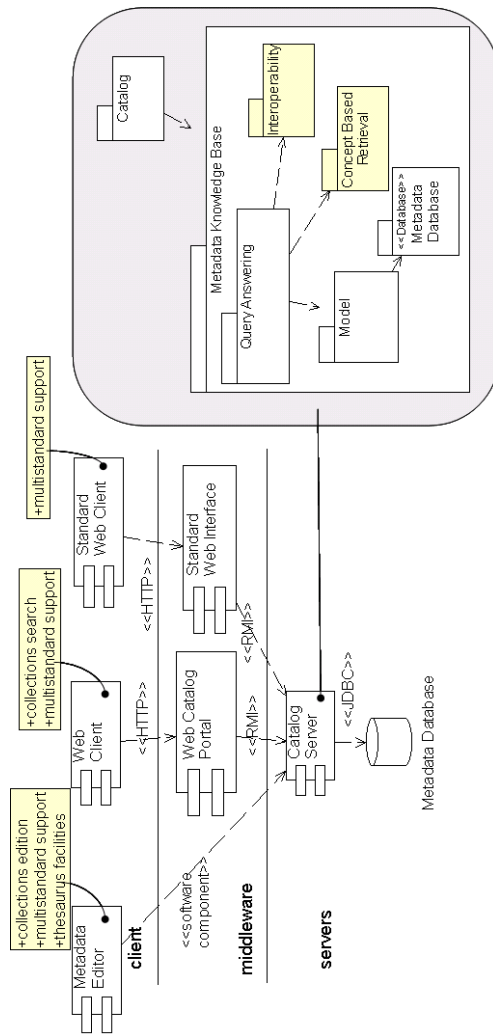 +collections edition
+multistandard support
+thesaurus facilities
+collections search
+multistandard support
+multistandard support
Metadata
Editor
Web
Client
Standard
Web Client
client
<<HTTP>>
<<HTTP>>
<<software
component>>
Web Catalog
Portal
Standard
Web Interface
middleware
<<RMI>>
<<RMI>>
servers
Catalog
Server
<<JDBC>>
Metadata Database
Catalog
Metadata Knowledge Base
Query Answering
Interoperability
Concept Based
Retrieval
Model
<<Database>>
Metadata
Database